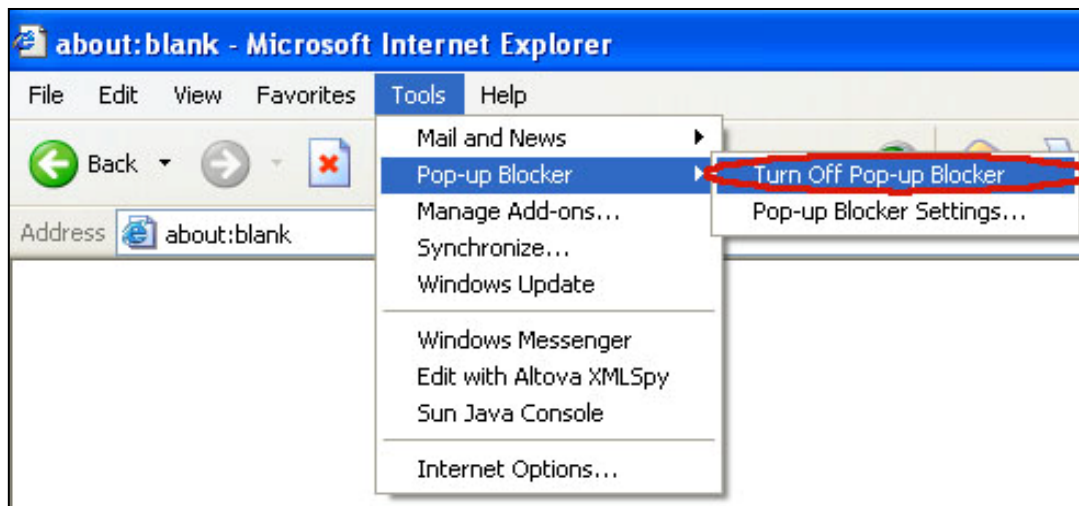 about:blank - Microsoft Internet Explorer
File Edit View Favorites Tools Help
Back
Address about:blank
Mail and News
Pop-up Blocker
Manage Add-ons...
Synchronize...
Windows Update
Windows Messenger
Edit with Altova XMLSpy
Sun Java Console
Internet Options...
Turn Off Pop-up Blocker
Pop-up Blocker Settings...